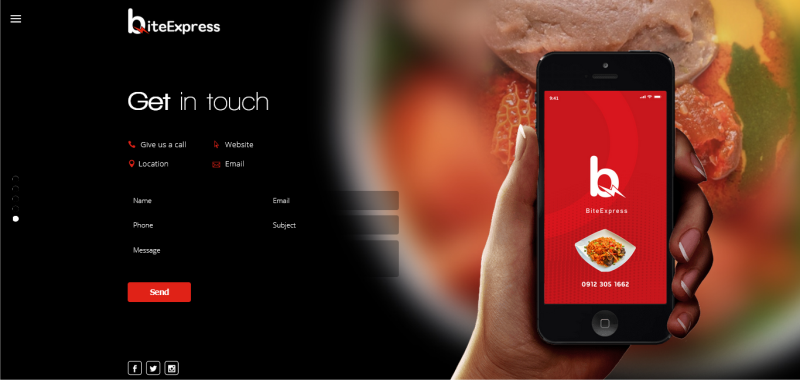 biteExpress
Get in touch
Give us a call
Website
Location
Email
Name
Email
Phone
Subject
Message
Send
9:41
b
BiteExpress
0912 305 1662